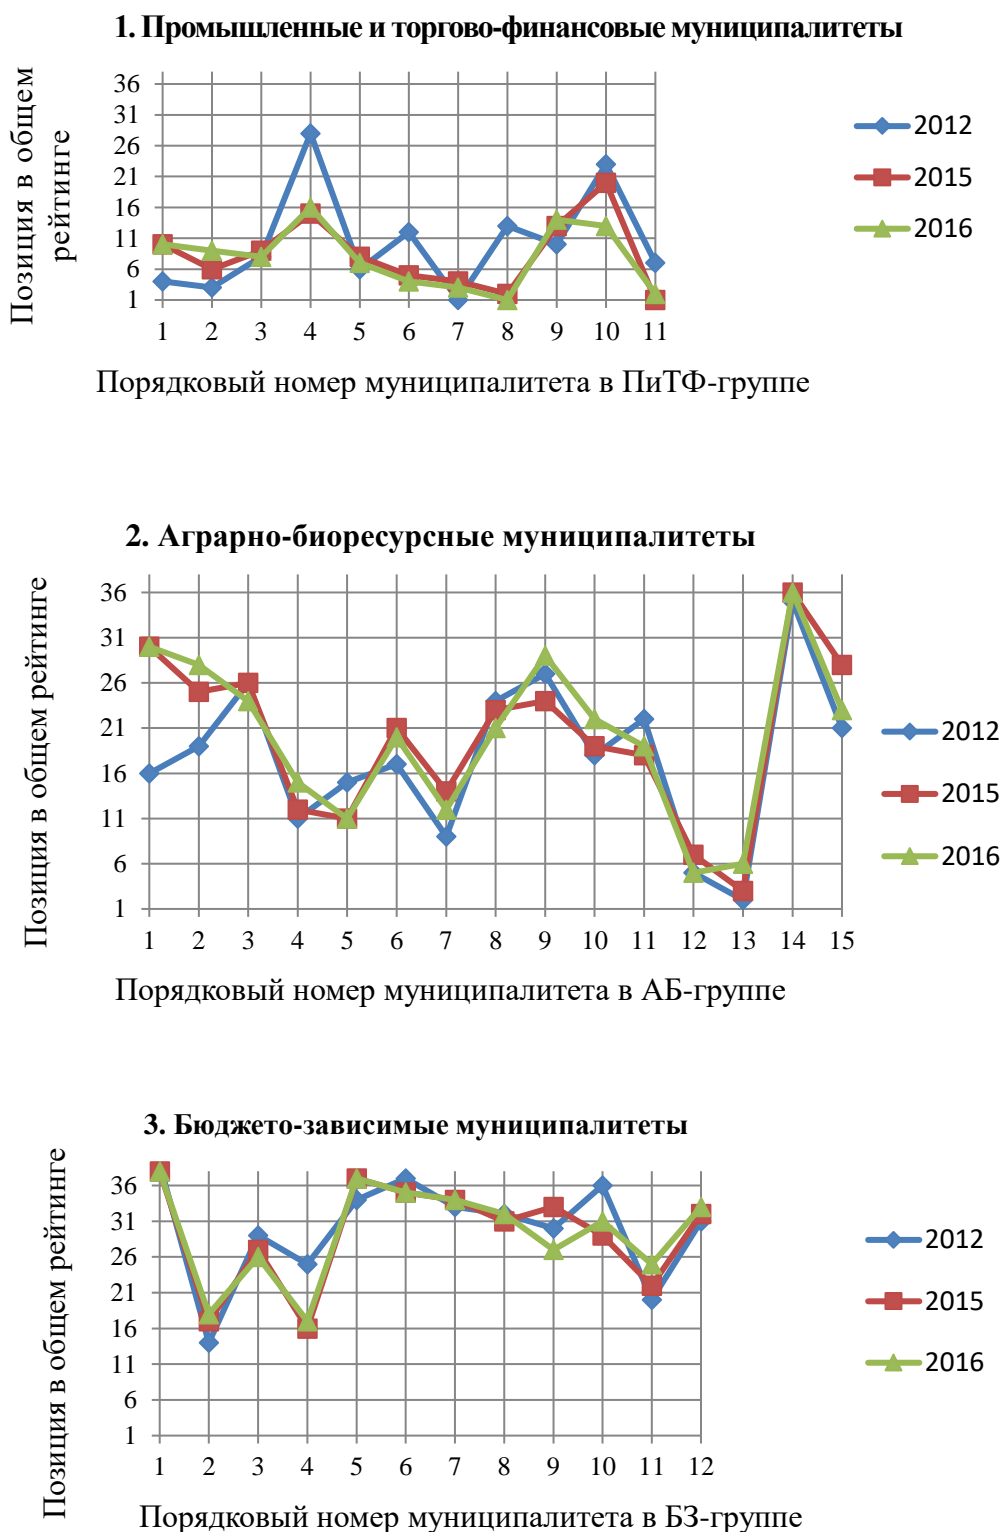 1. Промышленные и торгово-финансовые муниципалитеты
Позиция в общем
рейтинге
36
31
26
21
16
11
6
1
1 2 3 4 5 6 7 8 9 10 11
Порядковый номер муниципалитета в ПиТФ-группе
2012
2015
2016
2. Аграрно-биоресурсные муниципалитеты
Позиция в общем рейтинге
36
31
26
21
16
11
6
1
1 2 3 4 5 6 7 8 9 10 11 12 13 14 15
Порядковый номер муниципалитета в АБ-группе
2012
2015
2016
3. Бюджето-зависимые муниципалитеты
Позиция в общем рейтинге
36
31
26
21
16
11
6
1
1 2 3 4 5 6 7 8 9 10 11 12
Порядковый номер муниципалитета в БЗ-группе
2012
2015
2016